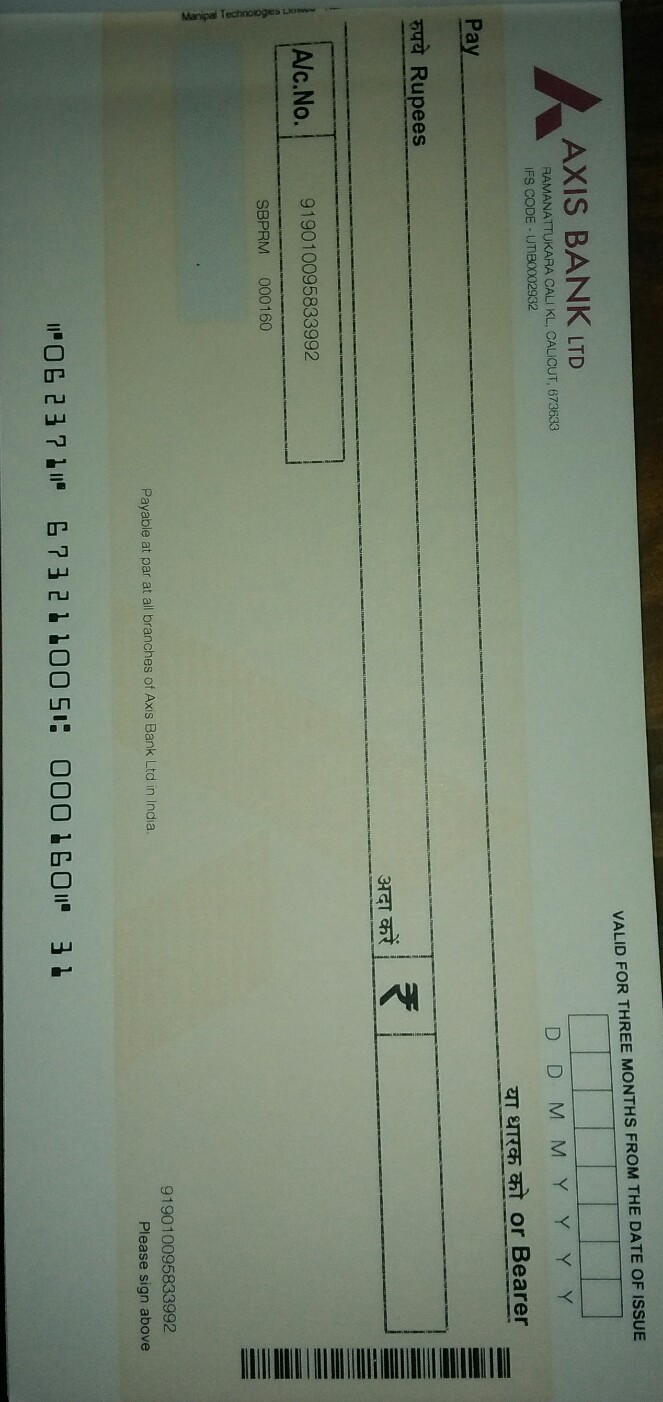 AXIS BANK LTD
RAMANATTUKARA CALI KL, CALICUT, 673633
IFS CODE - UTIB0002932
VALID FOR THREE MONTHS FROM THE DATE OF ISSUE
D D M M Y Y Y Y
Pay
या धारक को or Bearer
रुपये Rupees
अदा करें ₹
A/c.No. 919010095833992
SBPRM 000160
Manipal Technologies
Payable at par at all branches of Axis Bank Ltd in India.
919010095833992
Please sign above
⑈062371⑈ 673211005⑆ 000160⑈ 31